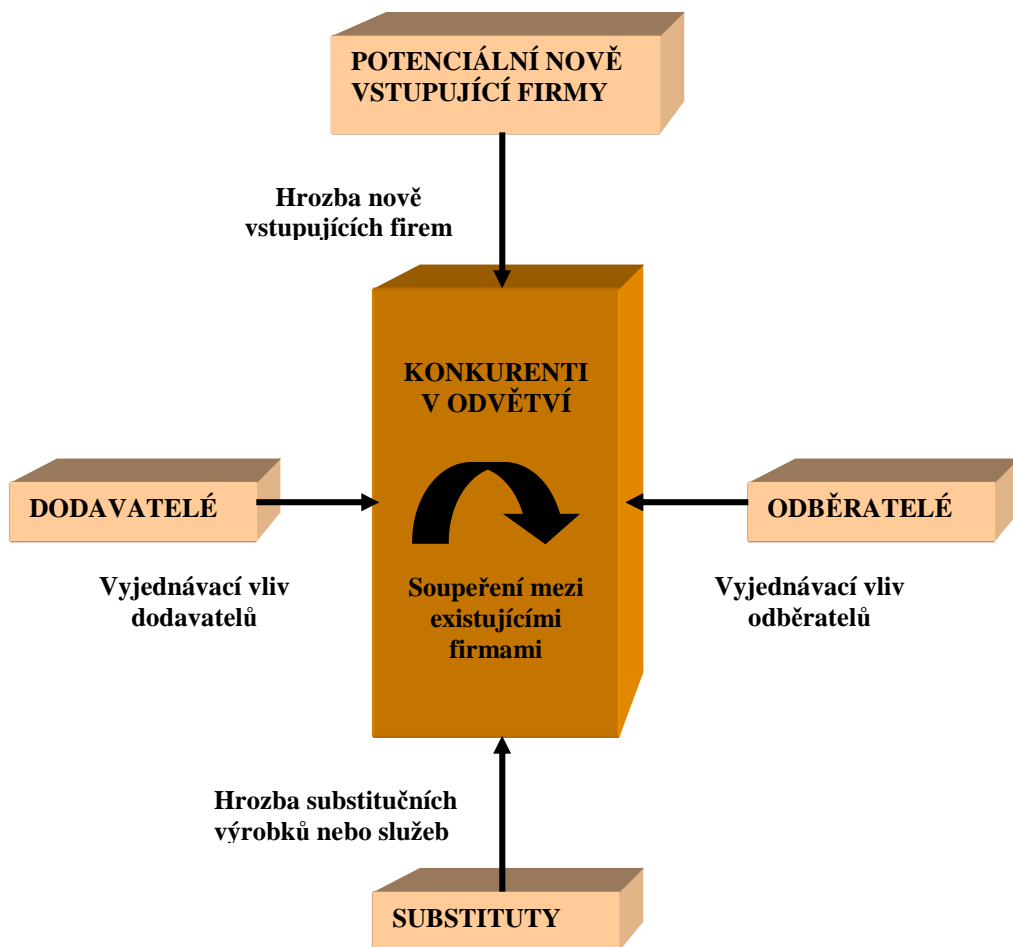 POTENCIÁLNÍ NOVĚ
VSTUPUJÍCÍ FIRMY
Hrozba nově
vstupujících firem
KONKURENTI
V ODVĚTVÍ
DODAVATELÉ
ODBĚRATELÉ
Vyjednávací vliv
dodavatelů
Soupeření mezi
existujícími
firmami
Vyjednávací vliv
odběratelů
Hrozba substitučních
výrobků nebo služeb
SUBSTITUTY